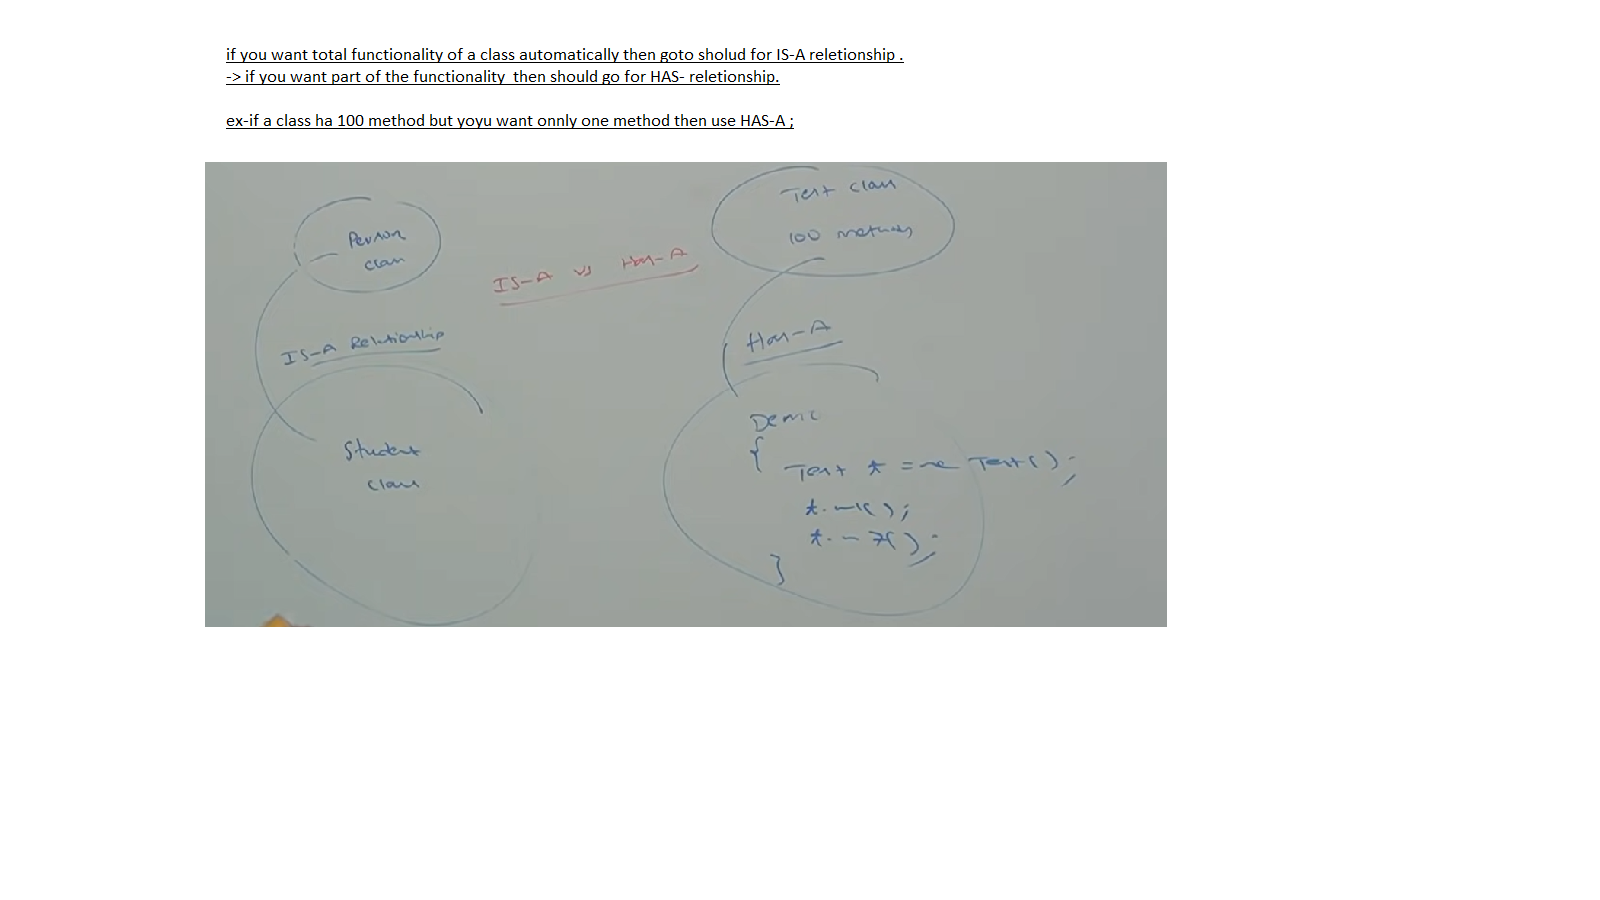 if you want total functionality of a class automatically then goto sholud for IS-A reletionship .
-> if you want part of the functionality  then should go for HAS- reletionship.
ex-if a class ha 100 method but yoyu want onnly one method then use HAS-A ;
Person
class
IS-A vs Has-A
Test class
100 methods
IS-A Relationship
Has-A
Student
class
Demo
{
Test t = new Test();
t.m1();
t.m7();
}